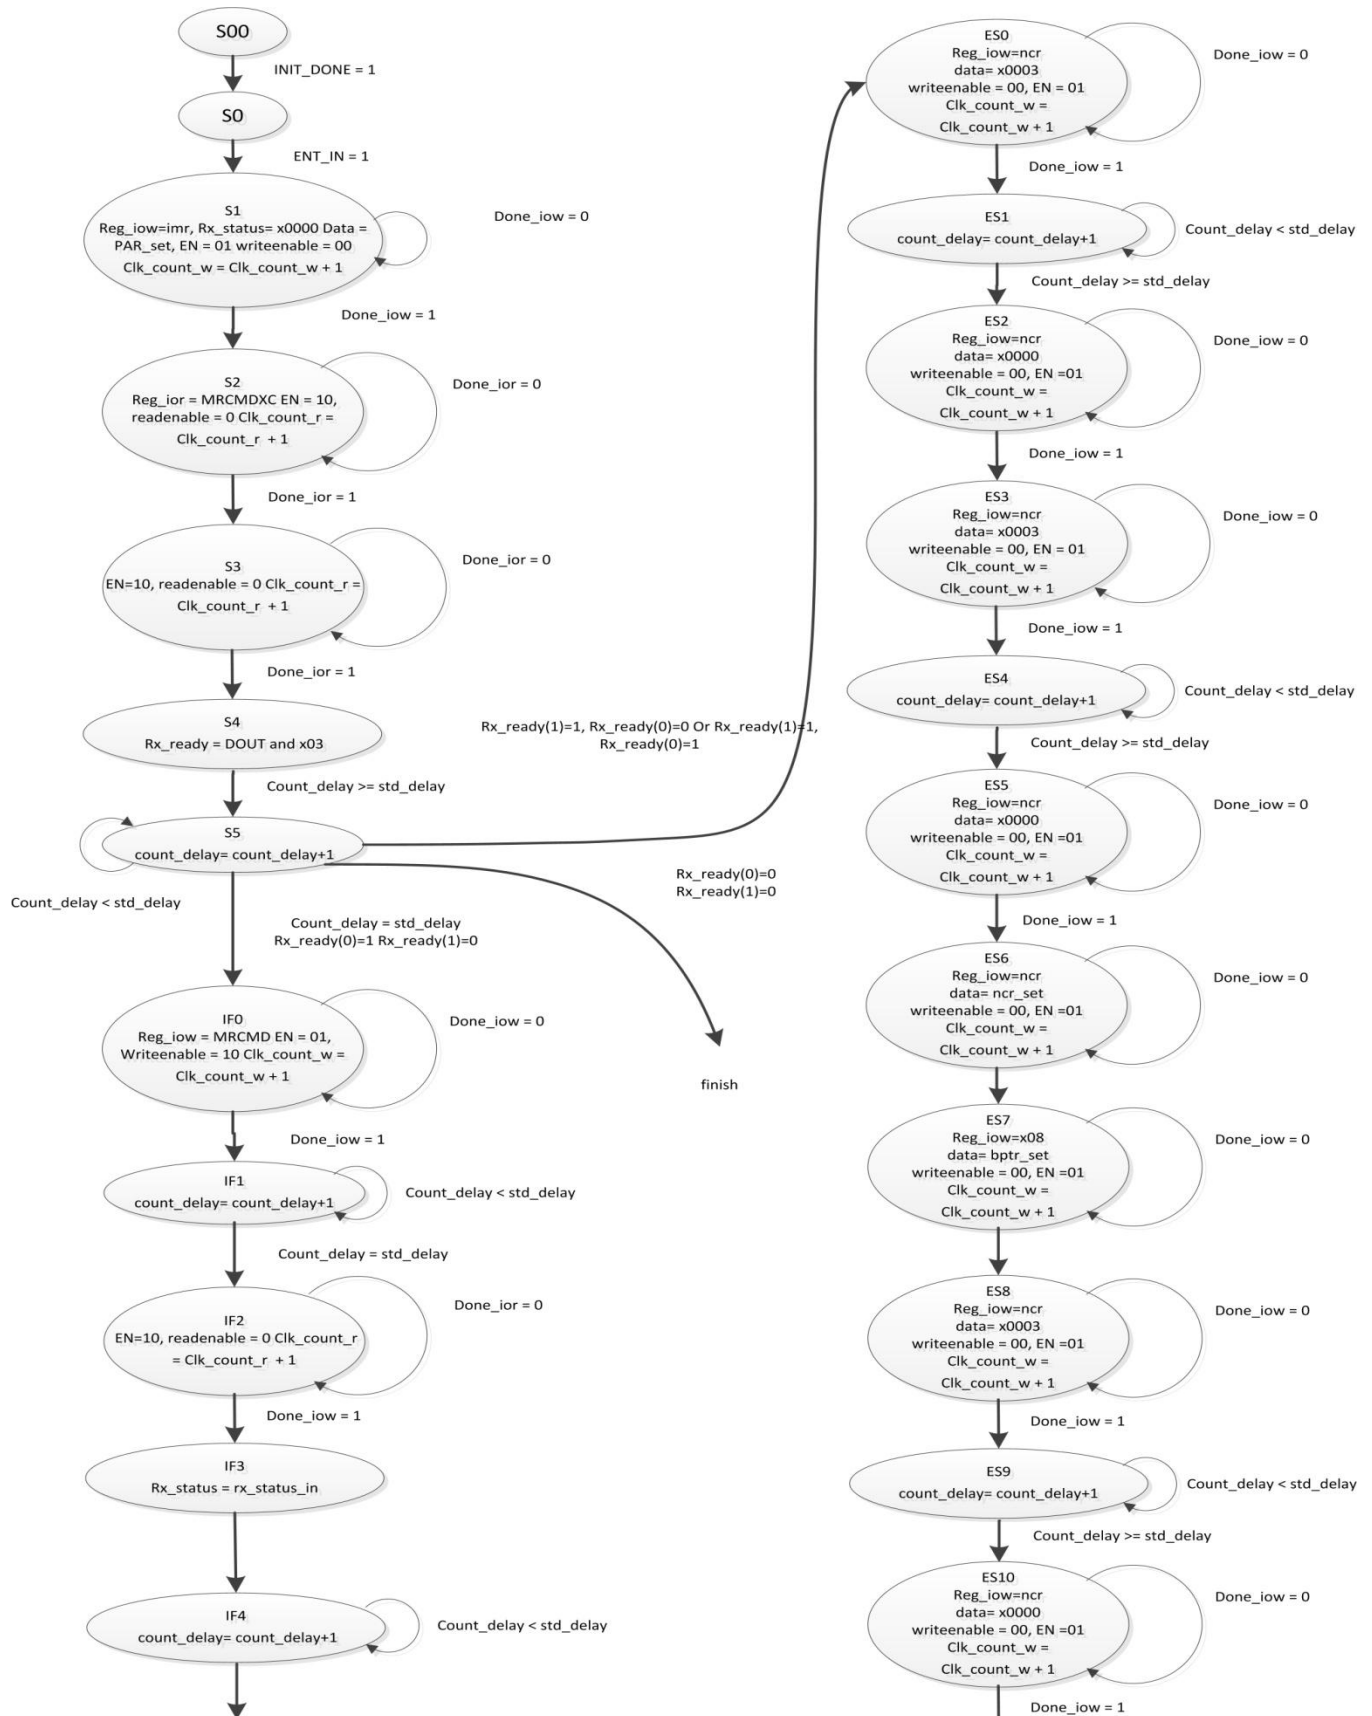 S00
INIT_DONE = 1
S0
ENT_IN = 1
S1
Reg_iow=imr, Rx_status= x0000 Data =
PAR_set, EN = 01 writeenable = 00
Clk_count_w = Clk_count_w + 1
Done_iow = 0
Done_iow = 1
S2
Reg_ior = MRCMDXC EN = 10,
readenable = 0 Clk_count_r =
Clk_count_r + 1
Done_ior = 0
Done_ior = 1
S3
EN=10, readenable = 0 Clk_count_r =
Clk_count_r + 1
Done_ior = 0
Done_ior = 1
S4
Rx_ready = DOUT and x03
Count_delay >= std_delay
S5
count_delay= count_delay+1
Count_delay < std_delay
Rx_ready(1)=1, Rx_ready(0)=0 Or Rx_ready(1)=1,
Rx_ready(0)=1
Rx_ready(0)=0
Rx_ready(1)=0
finish
Count_delay = std_delay
Rx_ready(0)=1 Rx_ready(1)=0
IF0
Reg_iow = MRCMD EN = 01,
Writeenable = 10 Clk_count_w =
Clk_count_w + 1
Done_iow = 0
Done_iow = 1
IF1
count_delay= count_delay+1
Count_delay < std_delay
Count_delay = std_delay
IF2
EN=10, readenable = 0 Clk_count_r
= Clk_count_r + 1
Done_ior = 0
Done_iow = 1
IF3
Rx_status = rx_status_in
IF4
count_delay= count_delay+1
Count_delay < std_delay
ES0
Reg_iow=ncr
data= x0003
writeenable = 00, EN = 01
Clk_count_w =
Clk_count_w + 1
Done_iow = 0
Done_iow = 1
ES1
count_delay= count_delay+1
Count_delay < std_delay
Count_delay >= std_delay
ES2
Reg_iow=ncr
data= x0000
writeenable = 00, EN =01
Clk_count_w =
Clk_count_w + 1
Done_iow = 0
Done_iow = 1
ES3
Reg_iow=ncr
data= x0003
writeenable = 00, EN = 01
Clk_count_w =
Clk_count_w + 1
Done_iow = 0
Done_iow = 1
ES4
count_delay= count_delay+1
Count_delay < std_delay
Count_delay >= std_delay
ES5
Reg_iow=ncr
data= x0000
writeenable = 00, EN =01
Clk_count_w =
Clk_count_w + 1
Done_iow = 0
Done_iow = 1
ES6
Reg_iow=ncr
data= ncr_set
writeenable = 00, EN =01
Clk_count_w =
Clk_count_w + 1
Done_iow = 0
ES7
Reg_iow=x08
data= bptr_set
writeenable = 00, EN =01
Clk_count_w =
Clk_count_w + 1
Done_iow = 0
ES8
Reg_iow=ncr
data= x0003
writeenable = 00, EN =01
Clk_count_w =
Clk_count_w + 1
Done_iow = 0
Done_iow = 1
ES9
count_delay= count_delay+1
Count_delay < std_delay
Count_delay >= std_delay
ES10
Reg_iow=ncr
data= x0000
writeenable = 00, EN =01
Clk_count_w =
Clk_count_w + 1
Done_iow = 0
Done_iow = 1